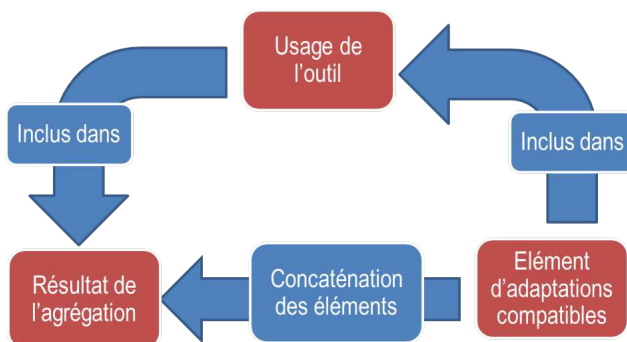 Usage de
l'outil
Inclus dans
Inclus dans
Résultat de
l'agrégation
Concaténation
des éléments
Elément
d'adaptations
compatibles